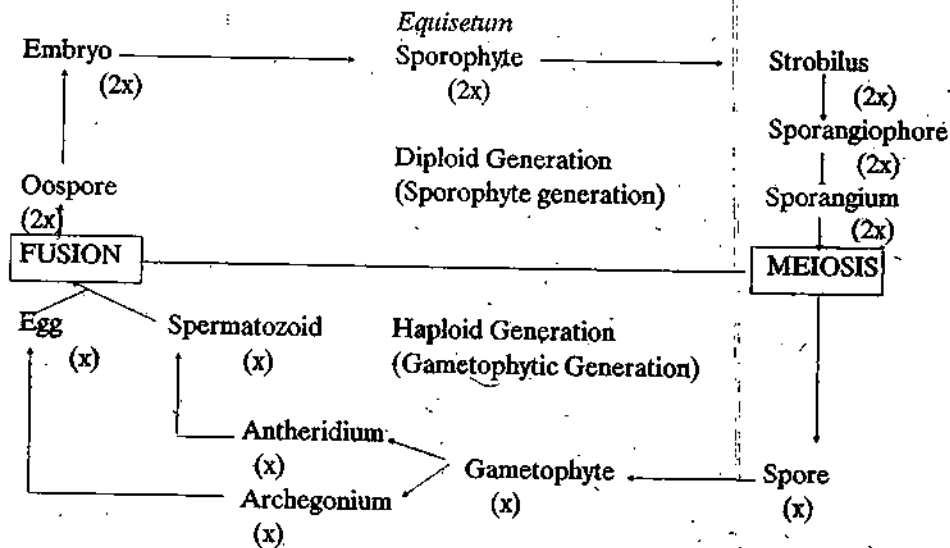 Equisetum
Embryo
(2x)
Sporophyte
(2x)
Strobilus
(2x)
Sporangiophore
(2x)
Sporangium
(2x)
Diploid Generation
(Sporophyte generation)
Oospore
(2x)
FUSION
MEIOSIS
Egg
(x)
Spermatozoid
(x)
Haploid Generation
(Gametophytic Generation)
Antheridium
(x)
Archegonium
(x)
Gametophyte
(x)
Spore
(x)